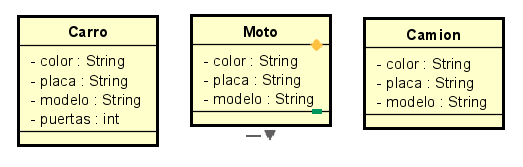 Carro
- color : String
- placa : String
- modelo : String
- puertas : int
Moto
- color : String
- placa : String
- modelo : String
Camion
- color : String
- placa : String
- modelo : String